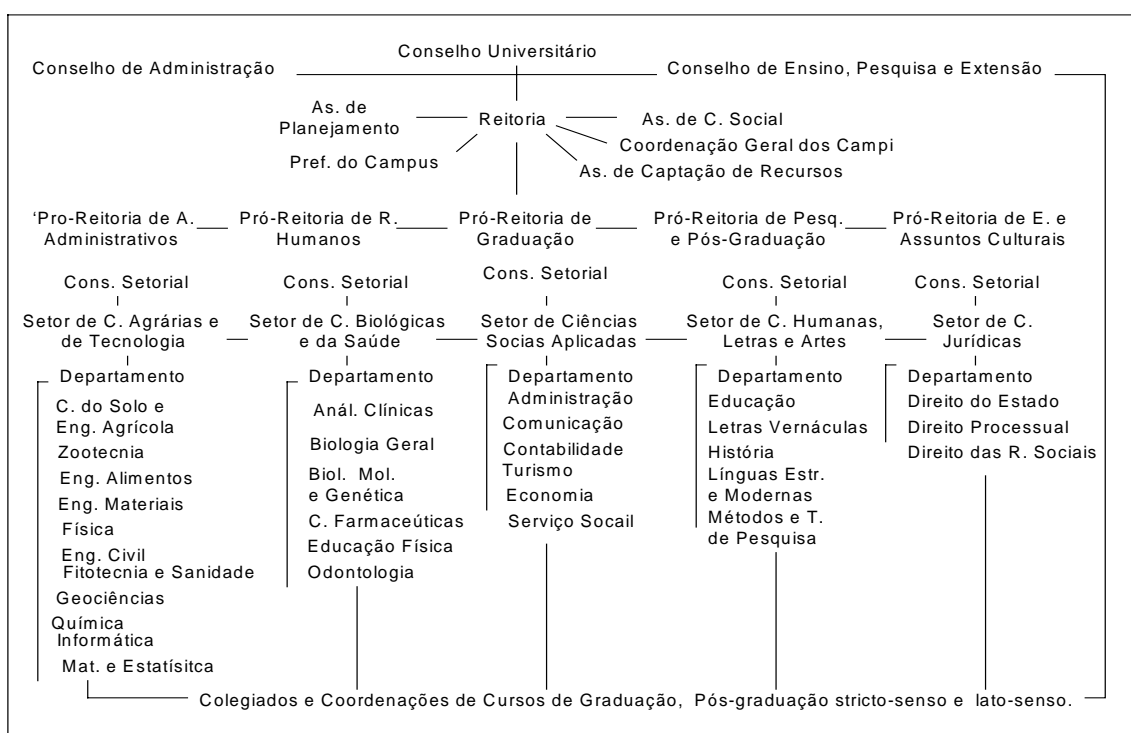 Conselho Universitário
Conselho de Administração
Conselho de Ensino, Pesquisa e Extensão
As. de
Planejamento
Reitoria
As. de C. Social
Coordenação Geral dos Campi
Pref. do Campus
As. de Captação de Recursos
‘Pro-Reitoria de A.
Administrativos
Pró-Reitoria de R.
Humanos
Pró-Reitoria de
Graduação
Pró-Reitoria de Pesq.
e Pós-Graduação
Pró-Reitoria de E. e
Assuntos Culturais
Cons. Setorial
Cons. Setorial
Cons. Setorial
Cons. Setorial
Cons. Setorial
Setor de C. Agrárias e
de Tecnologia
Setor de C. Biológicas
e da Saúde
Setor de Ciências
Socias Aplicadas
Setor de C. Humanas,
Letras e Artes
Setor de C.
Jurídicas
Departamento
C. do Solo e
Eng. Agrícola
Zootecnia
Eng. Alimentos
Eng. Materiais
Física
Eng. Civil
Fitotecnia e Sanidade
Geociências
Química
Informática
Mat. e Estatísitca
Departamento
Anál. Clínicas
Biologia Geral
Biol. Mol.
e Genética
C. Farmaceúticas
Educação Física
Odontologia
Departamento
Administração
Comunicação
Contabilidade
Turismo
Economia
Serviço Socail
Departamento
Educação
Letras Vernáculas
História
Línguas Estr.
e Modernas
Métodos e T.
de Pesquisa
Departamento
Direito do Estado
Direito Processual
Direito das R. Sociais
Colegiados e Coordenações de Cursos de Graduação, Pós-graduação stricto-senso e lato-senso.